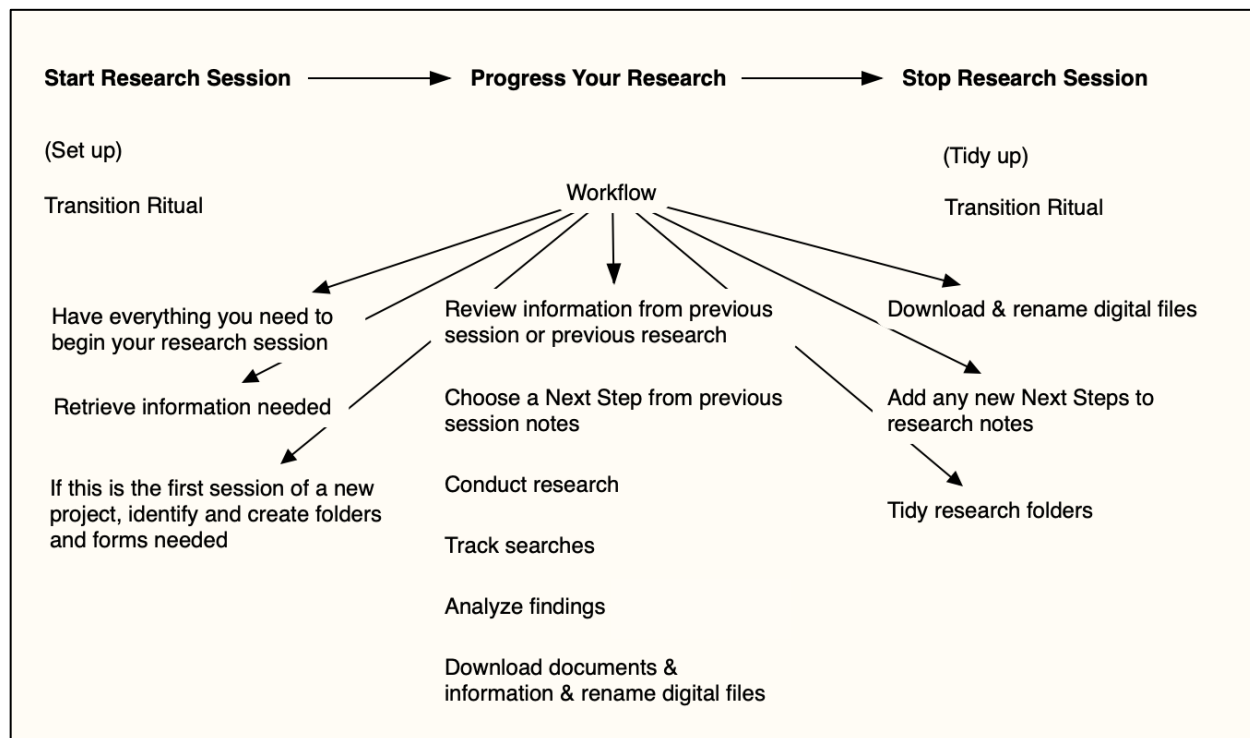 Start Research Session
Progress Your Research
Stop Research Session
(Set up)
(Tidy up)
Transition Ritual
Workflow
Transition Ritual
Have everything you need to
begin your research session
Retrieve information needed
If this is the first session of a new
project, identify and create folders
and forms needed
Review information from previous
session or previous research
Choose a Next Step from previous
session notes
Conduct research
Track searches
Analyze findings
Download documents &
information & rename digital files
Download & rename digital files
Add any new Next Steps to
research notes
Tidy research folders